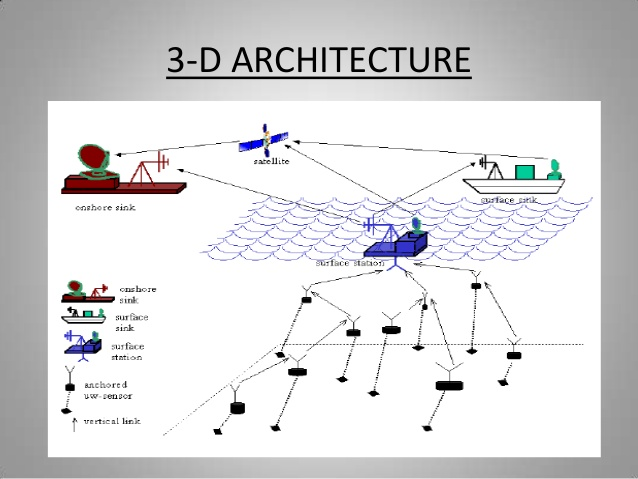 3-D ARCHITECTURE
satellite
onshore sink
surface sink
surface station
onshore
sink
surface
sink
surface
station
anchored
uw-sensor
vertical link